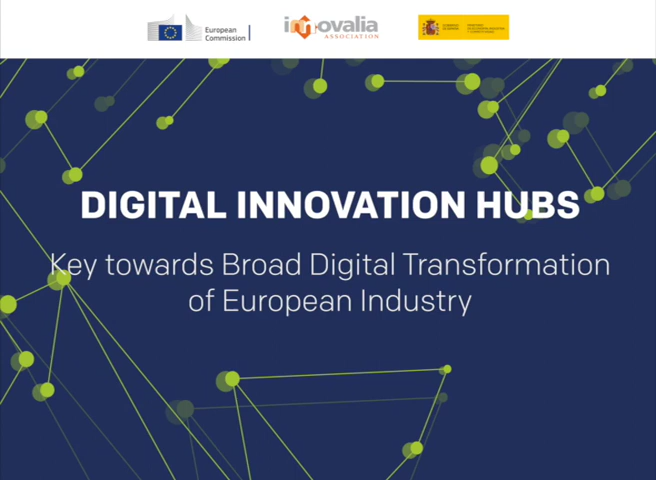 European
Commission
innovalia
ASSOCIATION
DIGITAL INNOVATION HUBS
Key towards Broad Digital Transformation
of European Industry